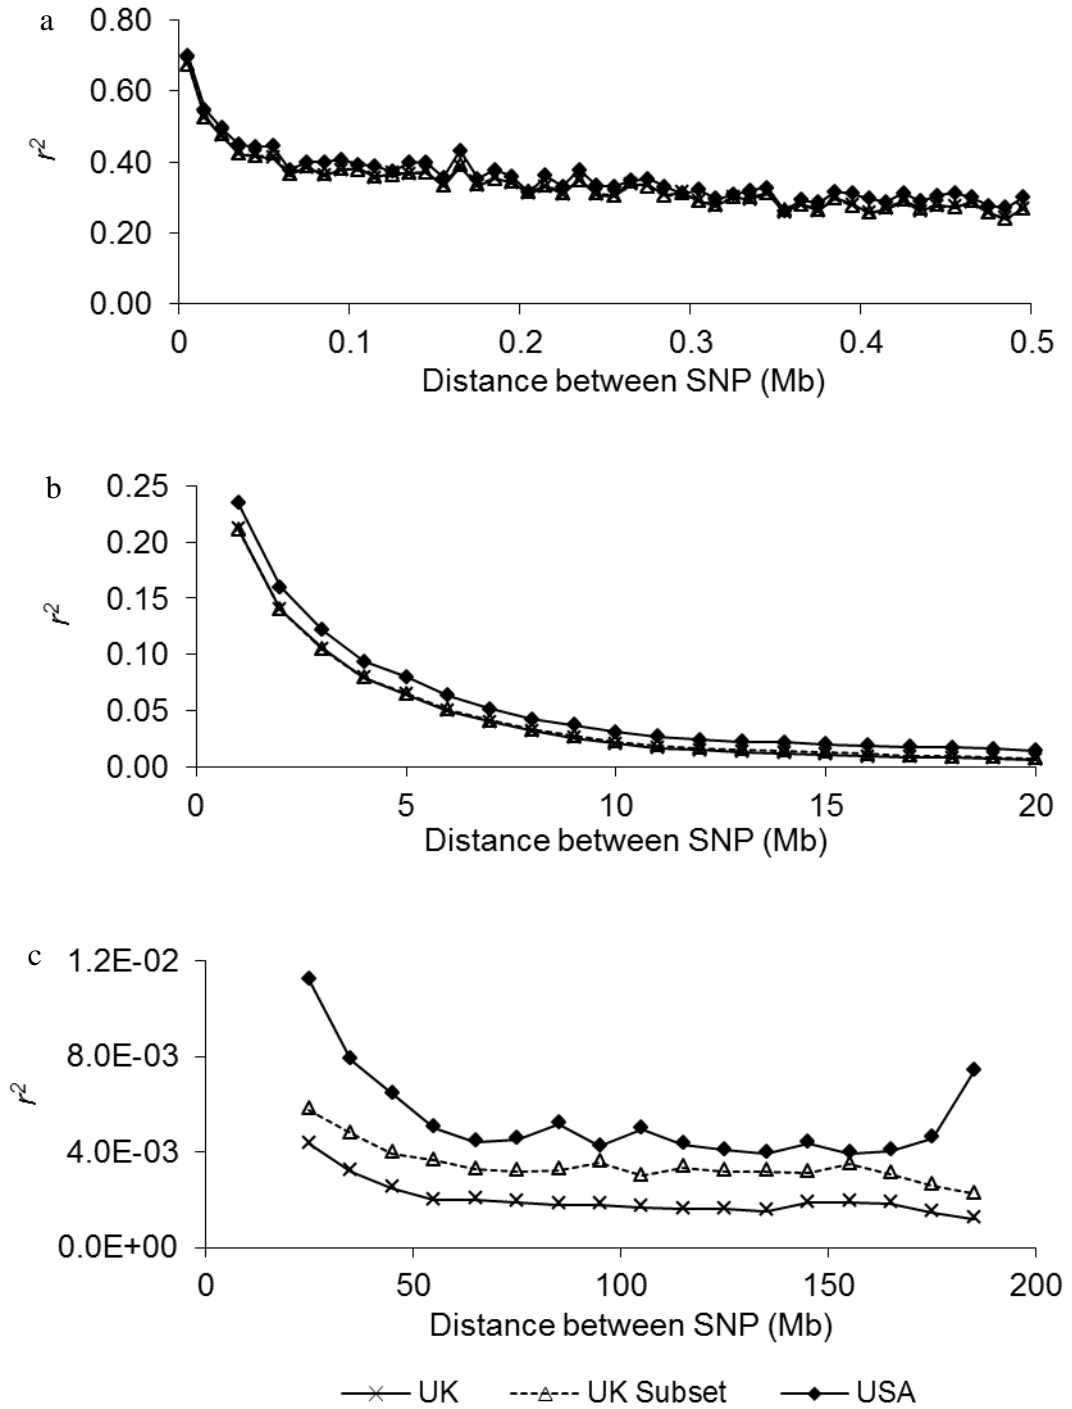 a
0.80
0.60
0.40
0.20
0.00
r²
0 0.1 0.2 0.3 0.4 0.5
Distance between SNP (Mb)
b
0.25
0.20
0.15
0.10
0.05
0.00
r²
0 5 10 15 20
Distance between SNP (Mb)
c
1.2E-02
8.0E-03
4.0E-03
0.0E+00
r²
0 50 100 150 200
Distance between SNP (Mb)
UK UK Subset USA